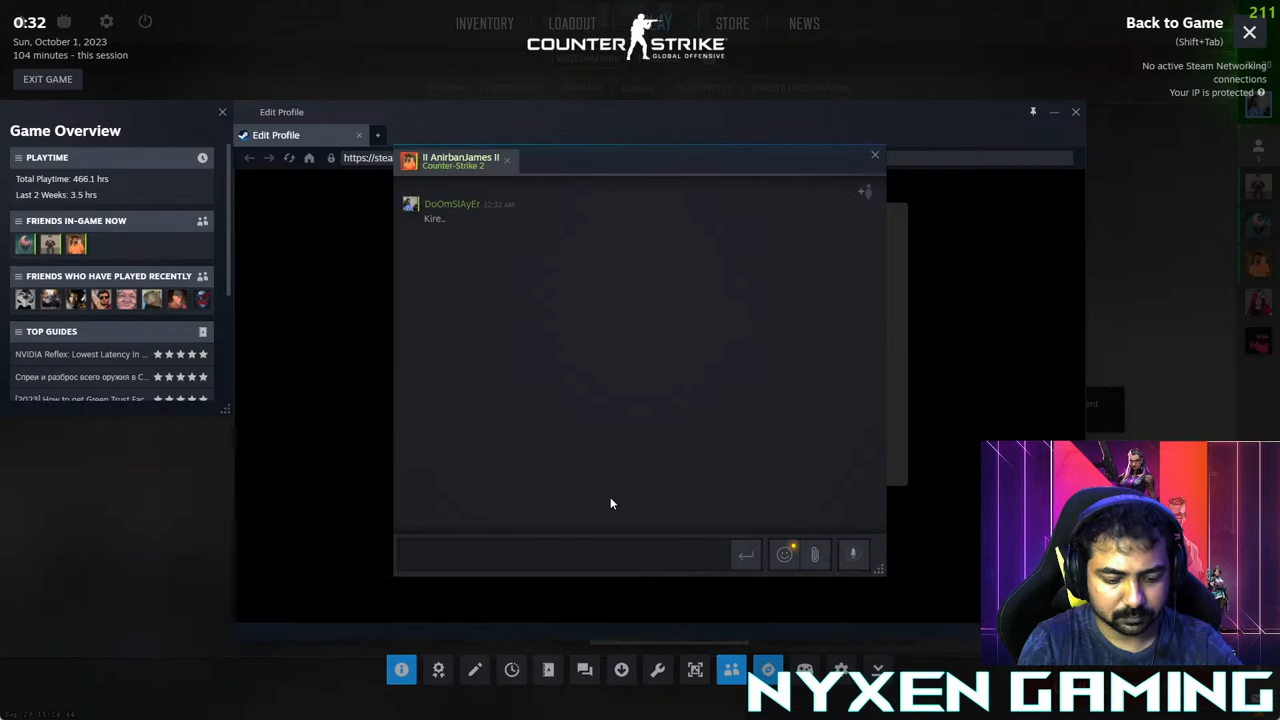 0:32
Sun, October 1, 2023
104 minutes - this session
EXIT GAME
INVENTORY
LOADOUT
STORE
NEWS
COUNTER STRIKE
GLOBAL OFFENSIVE
211
Back to Game
(Shift+Tab)
No active Steam Networking
connections
Your IP is protected
Game Overview
PLAYTIME
Total Playtime: 466.1 hrs
Last 2 Weeks: 3.5 hrs
FRIENDS IN-GAME NOW
FRIENDS WHO HAVE PLAYED RECENTLY
TOP GUIDES
NVIDIA Reflex: Lowest Latency In ...
Спреи и разброс всего оружия в C...
[2023] How to get Green Trust Fac...
Edit Profile
Edit Profile
https://stea
II AnirbanJames II
Counter-Strike 2
DoOmSlAyEr 12:32 AM
Kire..
NYXEN GAMING